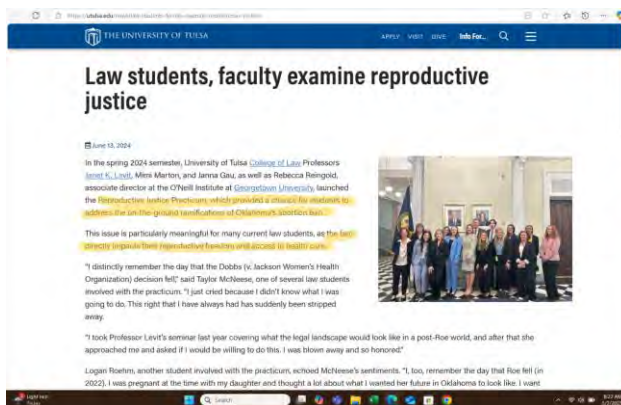 utulsa.edu
THE UNIVERSITY OF TULSA
APPLY VISIT GIVE Info For...
Law students, faculty examine reproductive
justice
June 13, 2024
In the spring 2024 semester, University of Tulsa College of Law Professors
Janet K. Levit, Mimi Marton, and Janna Gau, as well as Rebecca Reingold,
associate director at the O'Neill Institute at Georgetown University, launched
the Reproductive Justice Practicum, which provided a chance for students to
address the on-the-ground ramifications of Oklahoma's abortion ban.
This issue is particularly meaningful for many current law students, as the ban
directly impacts their reproductive freedom and access to health care.
"I distinctly remember the day that the Dobbs (v. Jackson Women's Health
Organization) decision fell," said Taylor McNeese, one of several law students
involved with the practicum. "I just cried because I didn't know what I was
going to do. This right that I have always had has suddenly been stripped
away.
"I took Professor Levit's seminar last year covering what the legal landscape would look like in a post-Roe world, and after that she
approached me and asked if I would be willing to do this. I was blown away and so honored."
Logan Roehm, another student involved with the practicum, echoed McNeese's sentiments. "I, too, remember the day that Roe fell (in
2022). I was pregnant at the time with my daughter and thought a lot about what I wanted her future in Oklahoma to look like. I want
Search